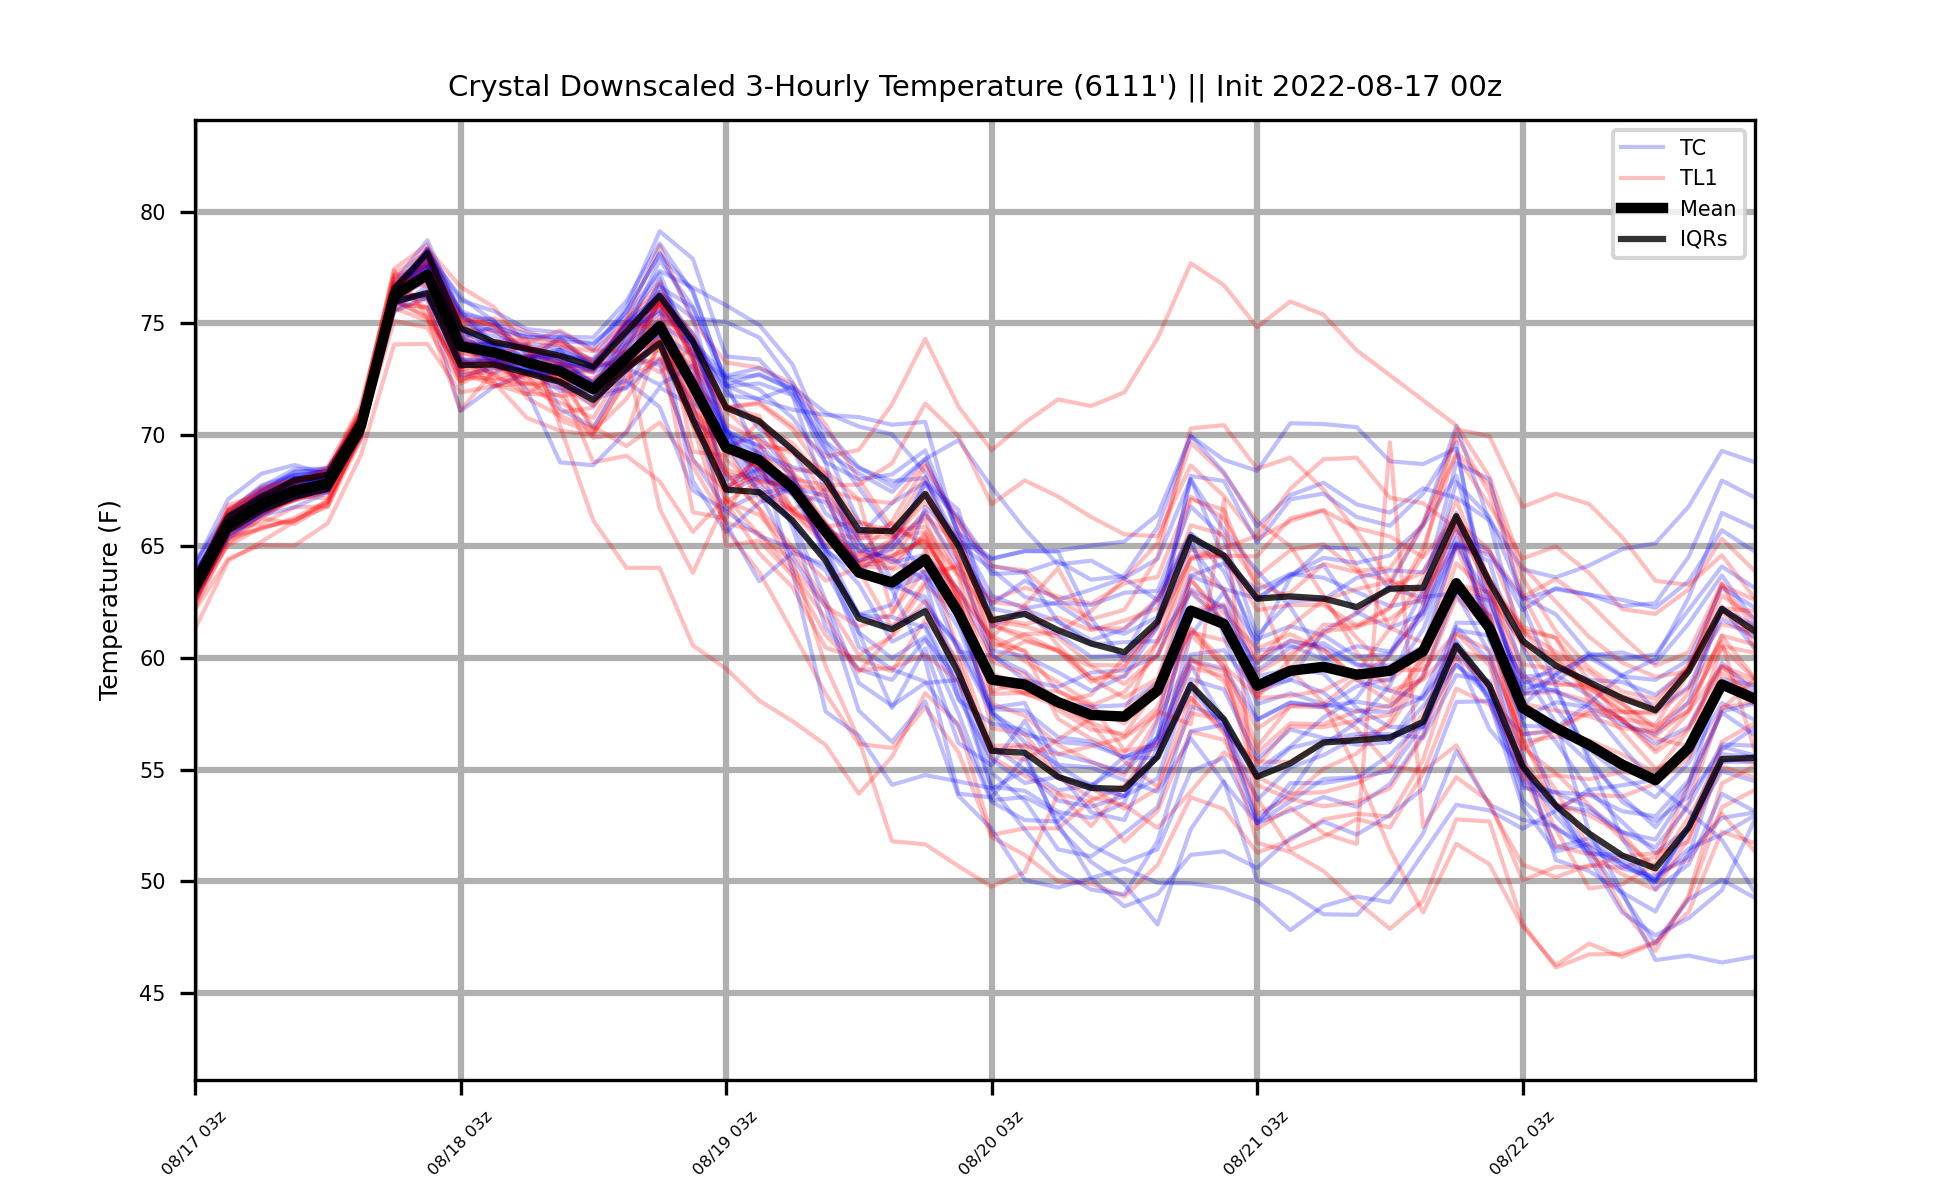 Crystal Downscaled 3-Hourly Temperature (6111') || Init 2022-08-17 00z
TC
TL1
Mean
IQRs
Temperature (F)
80
75
70
65
60
55
50
45
08/17 03z
08/18 03z
08/19 03z
08/20 03z
08/21 03z
08/22 03z